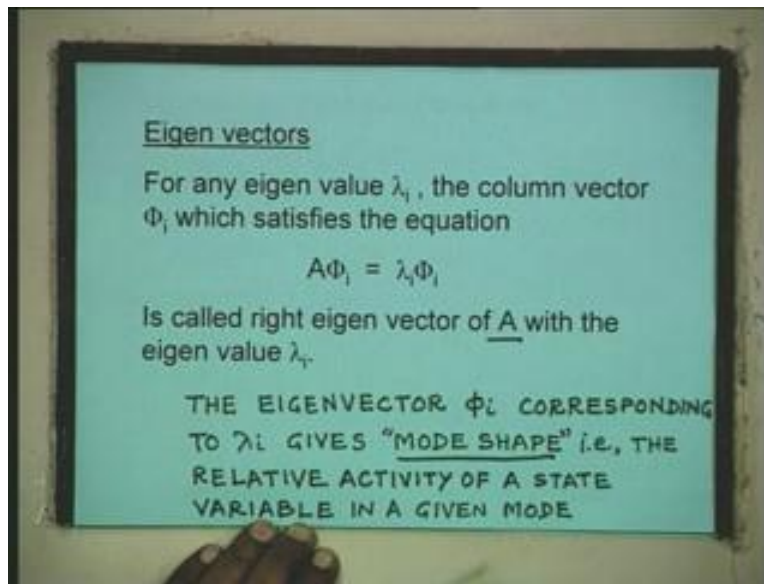 Eigen vectors
For any eigen value λᵢ , the column vector
Φᵢ which satisfies the equation
AΦᵢ = λᵢΦᵢ
Is called right eigen vector of A with the
eigen value λᵢ.
THE EIGENVECTOR ϕi CORRESPONDING
TO λi GIVES "MODE SHAPE" i.e., THE
RELATIVE ACTIVITY OF A STATE
VARIABLE IN A GIVEN MODE